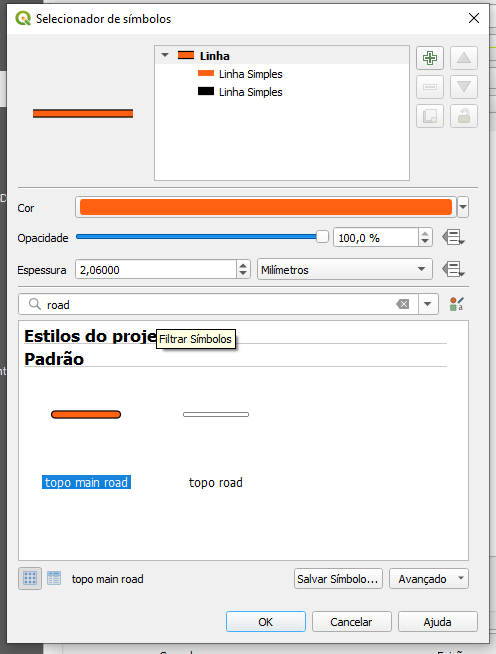 Selecionador de símbolos
Linha
Linha Simples
Linha Simples
Cor
Opacidade
100,0 %
Espessura
2,06000
Milímetros
road
Estilos do proje
Filtrar Símbolos
Padrão
topo main road
topo road
topo main road
Salvar Símbolo...
Avançado
OK
Cancelar
Ajuda